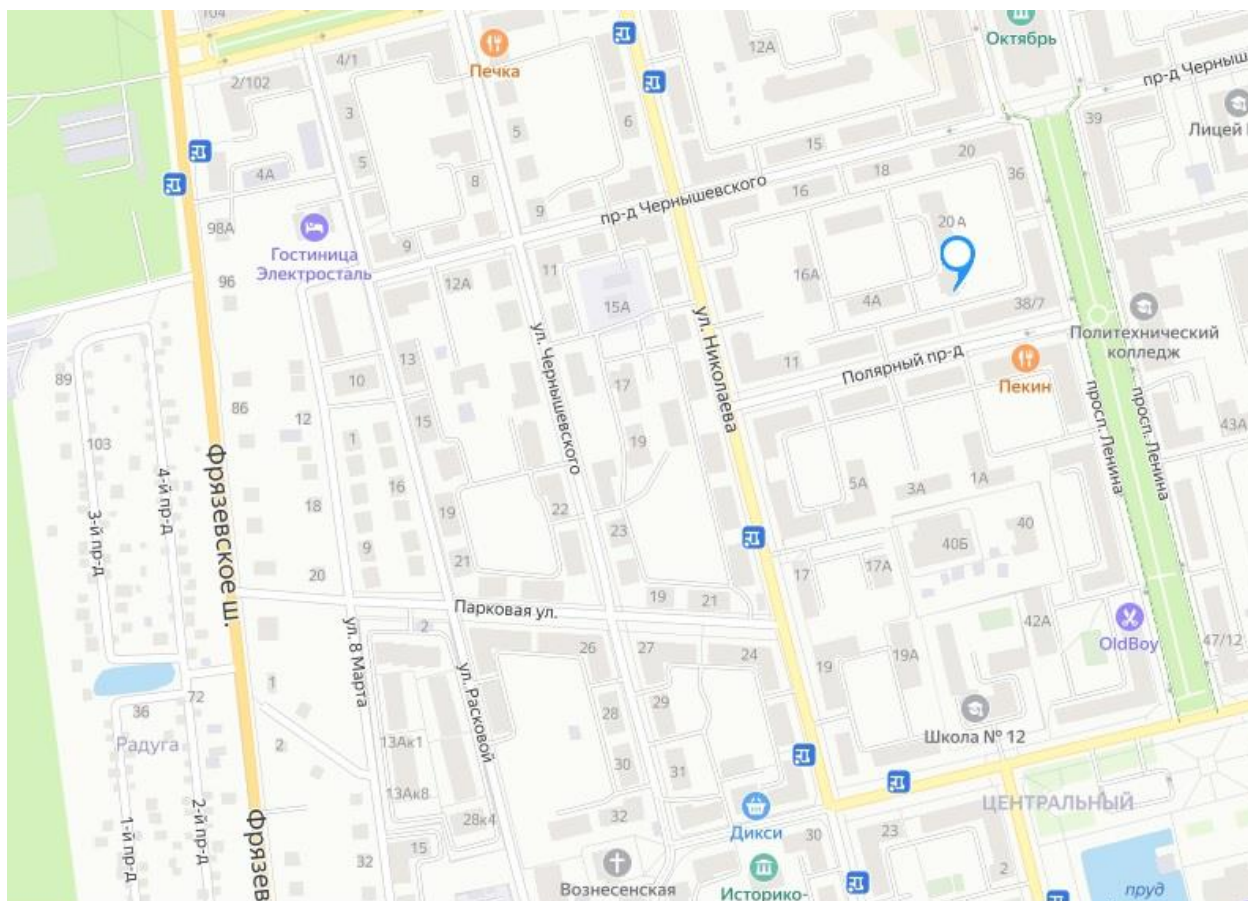 104
4/1
Печка
12А
Октябрь
пр-д Черныш
2/102
3
5
6
39
Лицей
15
20
18
36
5
4А
8
16
пр-д Чернышевского
9
20А
98А
Гостиница
Электросталь
9
11
96
12А
15А
16А
4А
38/7
ул. Чернышевского
ул. Николаева
Политехнический
колледж
11
Полярный пр-д
Пекин
13
89
10
17
86
12
15
1
19
103
просп. Ленина
просп. Ленина
43А
Фрязевское ш.
4-й пр-д
3-й пр-д
16
5А
3А
1А
18
19
22
23
40
40Б
9
21
17
17А
20
Парковая ул.
19
21
2
42А
OldBoy
ул. 8 Марта
26
27
24
19
19А
47/12
ул. Расковой
1
72
36
29
28
Радуга
2
13Ак1
Школа № 12
30
31
13Ак8
ЦЕНТРАЛЬНЫЙ
2-й пр-д
1-й пр-д
Фрязев
28к4
32
Дикси
30
23
15
32
Вознесенская
Историко-
2
пруд